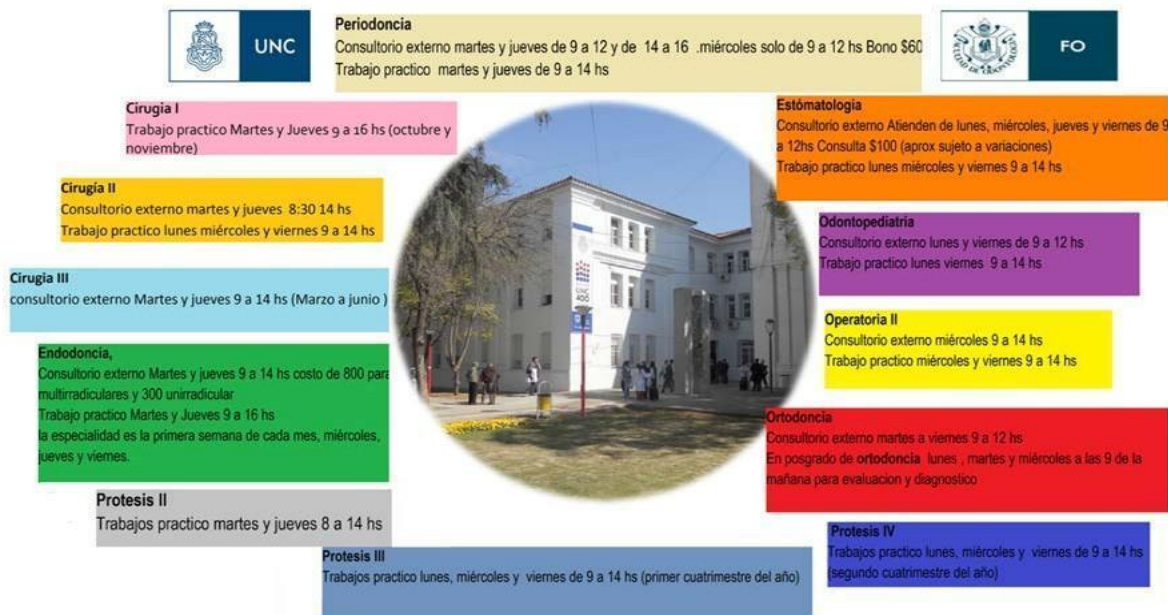 UNC
Periodoncia
Consultorio externo martes y jueves de 9 a 12 y de 14 a 16 .miércoles solo de 9 a 12 hs Bono $60
Trabajo practico martes y jueves de 9 a 14 hs
FO
Cirugia I
Trabajo practico Martes y Jueves 9 a 16 hs (octubre y
noviembre)
Cirugía II
Consultorio externo martes y jueves 8:30 14 hs
Trabajo practico lunes miércoles y viernes 9 a 14 hs
Cirugia III
consultorio externo Martes y jueves 9 a 14 hs (Marzo a junio )
Endodoncia,
Consultorio externo Martes y jueves 9 a 14 hs costo de 800 para
multirradiculares y 300 unirradicular
Trabajo practico Martes y Jueves 9 a 16 hs
la especialidad es la primera semana de cada mes, miércoles,
jueves y viernes.
Protesis II
Trabajos practico martes y jueves 8 a 14 hs
Protesis III
Trabajos practico lunes, miércoles y viernes de 9 a 14 hs (primer cuatrimestre del año)
UNC
400
Estómatología
Consultorio externo Atienden de lunes, miércoles, jueves y viernes de 9
a 12hs Consulta $100 (aprox sujeto a variaciones)
Trabajo practico lunes miércoles y viernes 9 a 14 hs
Odontopediatria
Consultorio externo lunes y viernes de 9 a 12 hs
Trabajo practico lunes viernes 9 a 14 hs
Operatoria II
Consultorio externo miércoles 9 a 14 hs
Trabajo practico miércoles y viernes 9 a 14 hs
Ortodoncia
Consultorio externo martes a viernes 9 a 12 hs
En posgrado de ortodoncia lunes , martes y miércoles a las 9 de la
mañana para evaluacion y diagnostico
Protesis IV
Trabajos practico lunes, miércoles y viernes de 9 a 14 hs
(segundo cuatrimestre del año)